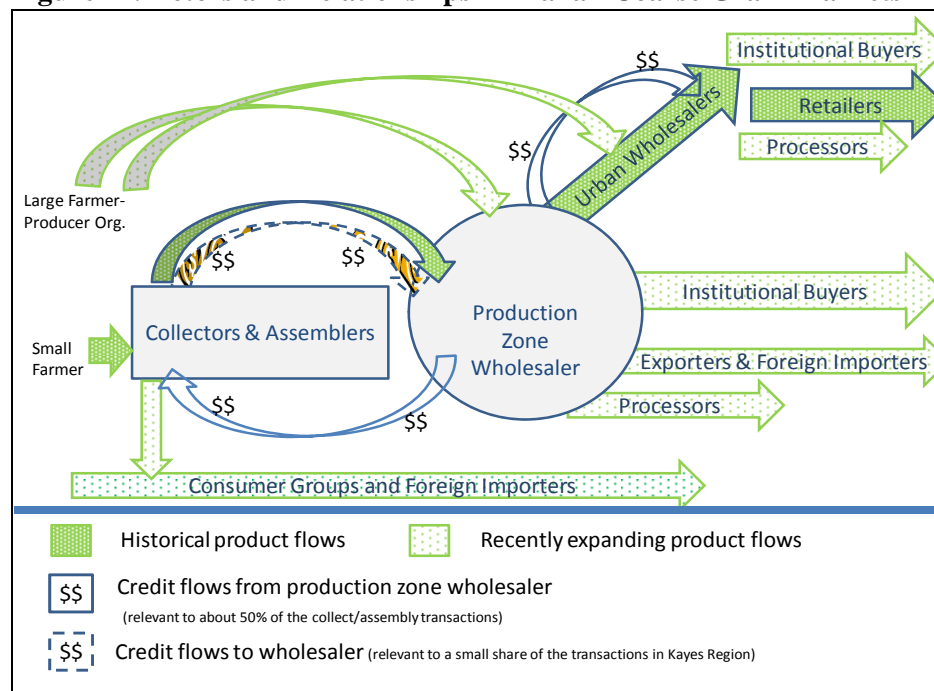 $$
Institutional Buyers
Retailers
Processors
$$
Urban Wholesalers
Large Farmer-
Producer Org.
$$
$$
Institutional Buyers
Collectors & Assemblers
Production
Zone
Wholesaler
Small
Farmer
Exporters & Foreign Importers
Processors
$$
$$
Consumer Groups and Foreign Importers
Historical product flows
Recently expanding product flows
$$
Credit flows from production zone wholesaler
(relevant to about 50% of the collect/assembly transactions)
$$
Credit flows to wholesaler (relevant to a small share of the transactions in Kayes Region)